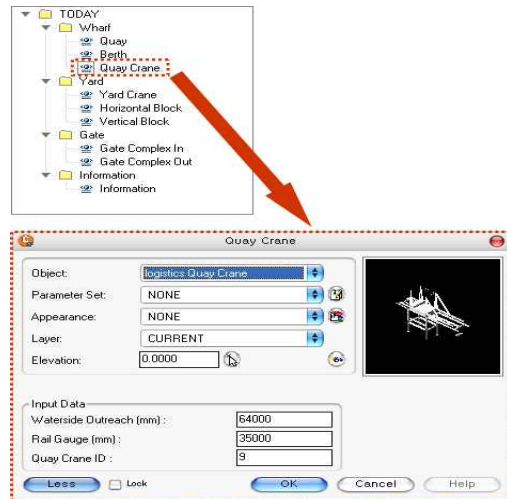 TODAY
Wharf
Quay
Berth
Quay Crane
Yard
Yard Crane
Horizontal Block
Vertical Block
Gate
Gate Complex In
Gate Complex Out
Information
Information
Quay Crane
Object: logistics Quay Crane
Parameter Set: NONE
Appearance: NONE
Layer: CURRENT
Elevation: 0.0000
Input Data
Waterside Outreach (mm) : 64000
Rail Gauge (mm) : 35000
Quay Crane ID : 9
Less Lock OK Cancel Help